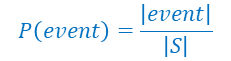 P(event) = |event| / |S|